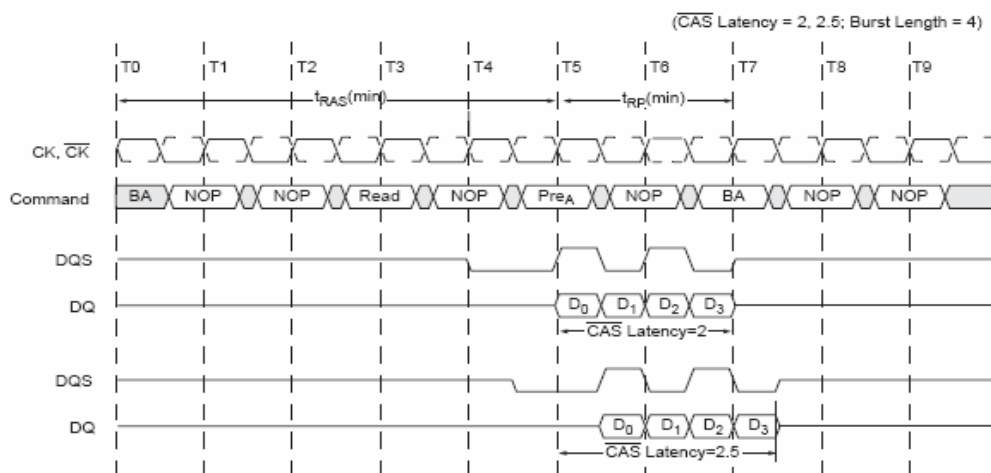 (CAS Latency = 2, 2.5; Burst Length = 4)
T0 T1 T2 T3 T4 T5 T6 T7 T8 T9
tRAS(min) tRP(min)
CK, CK
Command BA NOP NOP Read NOP PreA NOP BA NOP NOP
DQS
DQ D0 D1 D2 D3
CAS Latency=2
DQS
DQ D0 D1 D2 D3
CAS Latency=2.5